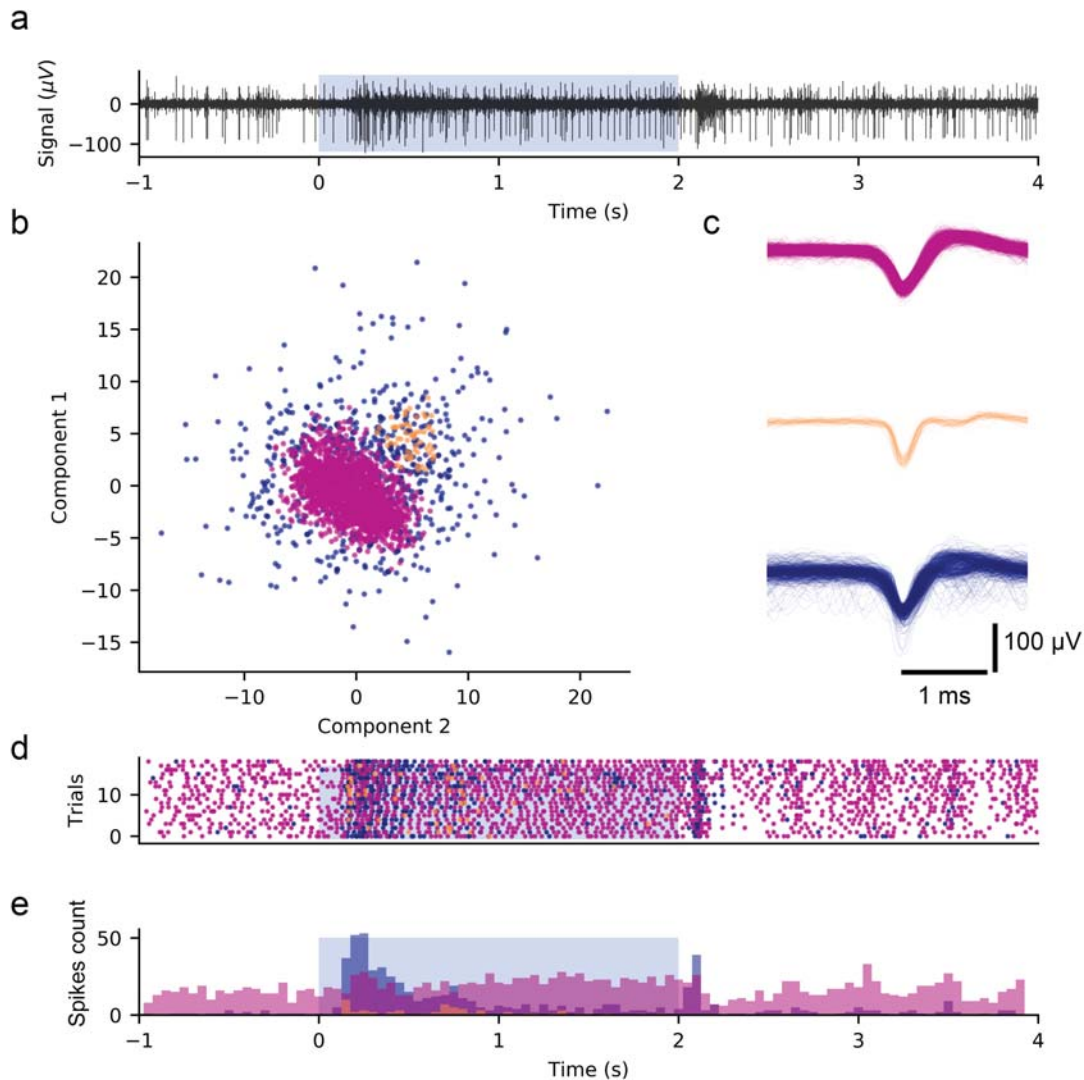 a
Signal (μV)
0
−100
−1 0 1 2 3 4
Time (s)
b
c
Component 1
20
15
10
5
0
−5
−10
−15
−10 0 10 20
Component 2
100 μV
1 ms
d
Trials
10
0
e
Spikes count
50
0
−1 0 1 2 3 4
Time (s)